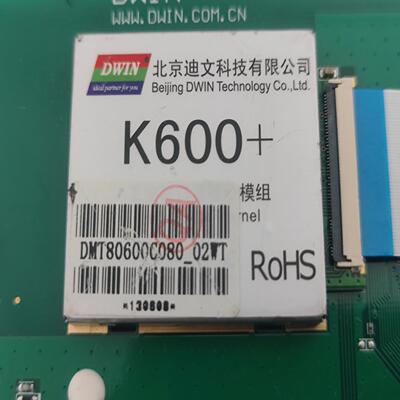 WWW.DWIN.COM.CN
DWIN
ideal partner for you
北京迪文科技有限公司
Beijing DWIN Technology Co.,Ltd.
K600+
模组
rnel
DMT80600C080_02WT
RoHS
*130608*